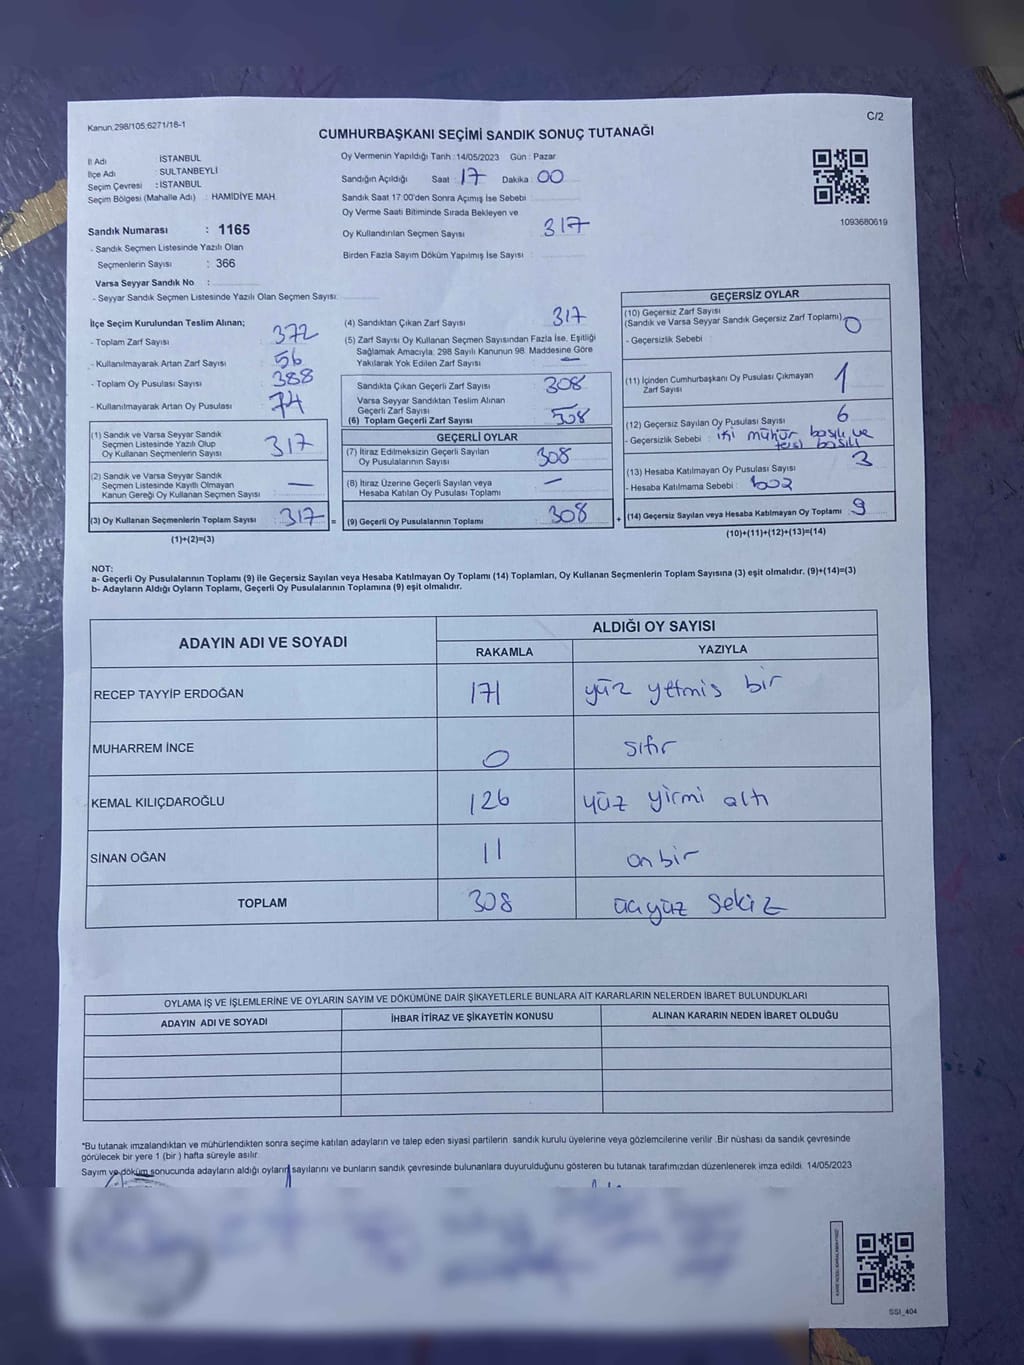 Kanun.298/105,6271/16-1
C/2
CUMHURBAŞKANI SEÇİMİ SANDIK SONUÇ TUTANAĞI
İl Adı : İSTANBUL
İlçe Adı : SULTANBEYLİ
Seçim Çevresi : İSTANBUL
Seçim Bölgesi (Mahalle Adı) : HAMİDİYE MAH.
Sandık Numarası : 1165
- Sandık Seçmen Listesinde Yazılı Olan
Seçmenlerin Sayısı : 366
Varsa Seyyar Sandık No :
- Seyyar Sandık Seçmen Listesinde Yazılı Olan Seçmen Sayısı:
Oy Vermenin Yapıldığı Tarih :14/05/2023 Gün : Pazar
Sandığın Açıldığı Saat : 17 Dakika : 00
Sandık Saat 17:00'den Sonra Açımış İse Sebebi :
Oy Verme Saati Bitiminde Sırada Bekleyen ve
Oy Kullandırılan Seçmen Sayısı : 317
Birden Fazla Sayım Döküm Yapılmış İse Sayısı :
1093680619
İlçe Seçim Kurulundan Teslim Alınan;
- Toplam Zarf Sayısı : 372
- Kullanılmayarak Artan Zarf Sayısı : 56
- Toplam Oy Pusulası Sayısı : 388
- Kullanılmayarak Artan Oy Pusulası : 74
(1) Sandık ve Varsa Seyyar Sandık
Seçmen Listesinde Yazılı Olup
Oy Kullanan Seçmenlerin Sayısı : 317
(2) Sandık ve Varsa Seyyar Sandık
Seçmen Listesinde Kayıtlı Olmayan
Kanun Gereği Oy Kullanan Seçmen Sayısı : —
(3) Oy Kullanan Seçmenlerin Toplam Sayısı : 317 =
(1)+(2)=(3)
(4) Sandıktan Çıkan Zarf Sayısı : 317
(5) Zarf Sayısı Oy Kullanan Seçmen Sayısından Fazla İse, Eşitliği
Sağlamak Amacıyla; 298 Sayılı Kanunun 98. Maddesine Göre
Yakılarak Yok Edilen Zarf Sayısı : —
Sandıkta Çıkan Geçerli Zarf Sayısı : 308
Varsa Seyyar Sandıktan Teslim Alınan
Geçerli Zarf Sayısı :
(6) Toplam Geçerli Zarf Sayısı : 308
GEÇERLİ OYLAR
(7) İtiraz Edilmeksizin Geçerli Sayılan
Oy Pusulalarının Sayısı : 308
(8) İtiraz Üzerine Geçerli Sayılan veya
Hesaba Katılan Oy Pusulası Toplamı : —
(9) Geçerli Oy Pusulalarının Toplamı : 308 +
GEÇERSİZ OYLAR
(10) Geçersiz Zarf Sayısı
(Sandık ve Varsa Seyyar Sandık Geçersiz Zarf Toplamı) : 0
- Geçersizlik Sebebi :
(11) İçinden Cumhurbaşkanı Oy Pusulası Çıkmayan
Zarf Sayısı : 1
(12) Geçersiz Sayılan Oy Pusulası Sayısı : 6
- Geçersizlik Sebebi : iki mühür basılı ve
tersi basılı
(13) Hesaba Katılmayan Oy Pusulası Sayısı : 3
- Hesaba Katılmama Sebebi :
(14) Geçersiz Sayılan veya Hesaba Katılmayan Oy Toplamı : 9
(10)+(11)+(12)+(13)=(14)
NOT:
a- Geçerli Oy Pusulalarının Toplamı (9) ile Geçersiz Sayılan veya Hesaba Katılmayan Oy Toplamı (14) Toplamları, Oy Kullanan Seçmenlerin Toplam Sayısına (3) eşit olmalıdır. (9)+(14)=(3)
b- Adayların Aldığı Oyların Toplamı, Geçerli Oy Pusulalarının Toplamına (9) eşit olmalıdır.
ADAYIN ADI VE SOYADI
ALDIĞI OY SAYISI
RAKAMLA YAZIYLA
RECEP TAYYİP ERDOĞAN 171 yüz yetmis bir
MUHARREM İNCE 0 sıfır
KEMAL KILIÇDAROĞLU 126 yüz yirmi altı
SİNAN OĞAN 11 on bir
TOPLAM 308 üçyüz sekiz
OYLAMA İŞ VE İŞLEMLERİNE VE OYLARIN SAYIM VE DÖKÜMÜNE DAİR ŞİKAYETLERLE BUNLARA AİT KARARLARIN NELERDEN İBARET BULUNDUKLARI
ADAYIN ADI VE SOYADI İHBAR İTİRAZ VE ŞİKAYETİN KONUSU ALINAN KARARIN NEDEN İBARET OLDUĞU
*Bu tutanak imzalandıktan ve mühürlendikten sonra seçime katılan adayların ve talep eden siyasi partilerin, sandık kurulu üyelerine veya gözlemcilerine verilir. Bir nüshası da sandık çevresinde
görülecek bir yere 1 (bir) hafta süreyle asılır.
Sayım ve döküm sonucunda adayların aldığı oyların sayılarını ve bunların sandık çevresinde bulunanlara duyurulduğunu gösteren bu tutanak tarafımızdan düzenlenerek imza edildi. 14/05/2023
SSI_404